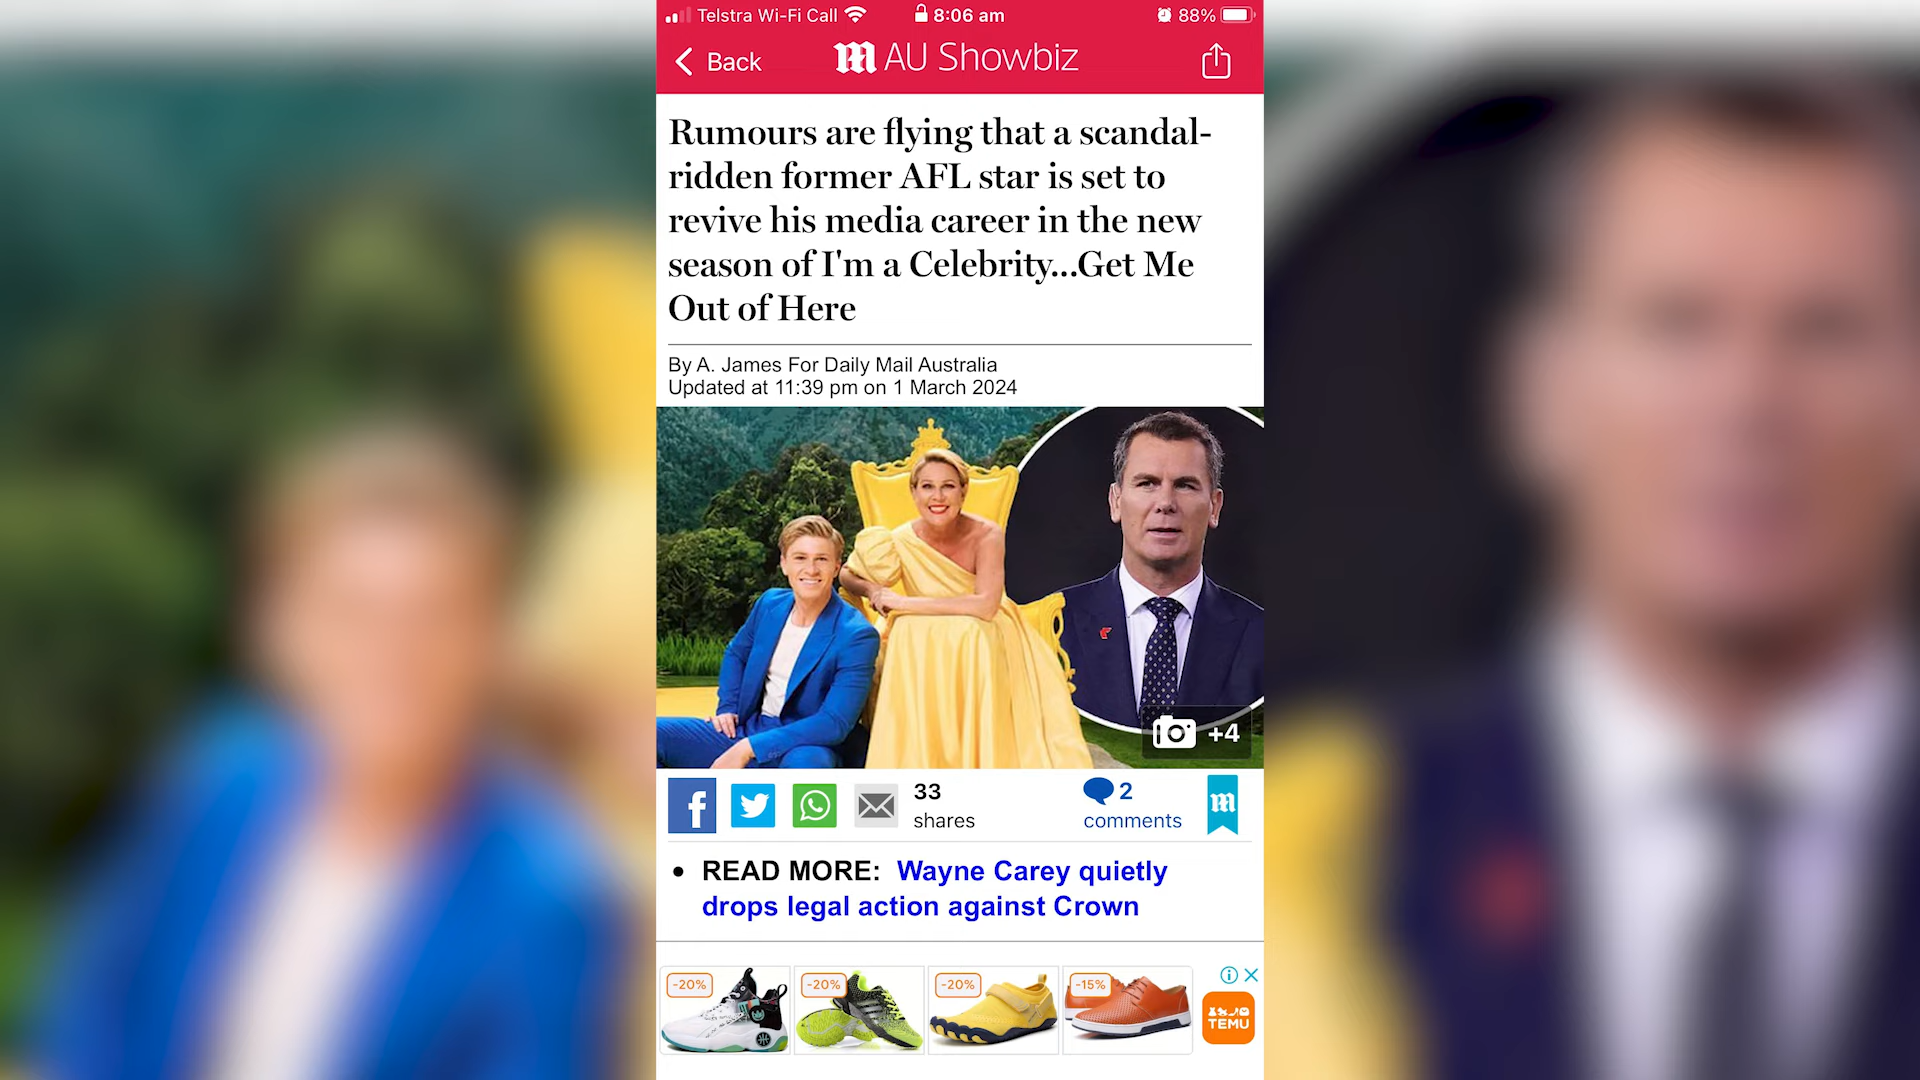 Telstra Wi-Fi Call 8:06 am 88%
Back AU Showbiz
Rumours are flying that a scandal-
ridden former AFL star is set to
revive his media career in the new
season of I'm a Celebrity...Get Me
Out of Here
By A. James For Daily Mail Australia
Updated at 11:39 pm on 1 March 2024
+4
33
shares
2
comments
READ MORE: Wayne Carey quietly
drops legal action against Crown
-20% -20% -20% -15%
TEMU